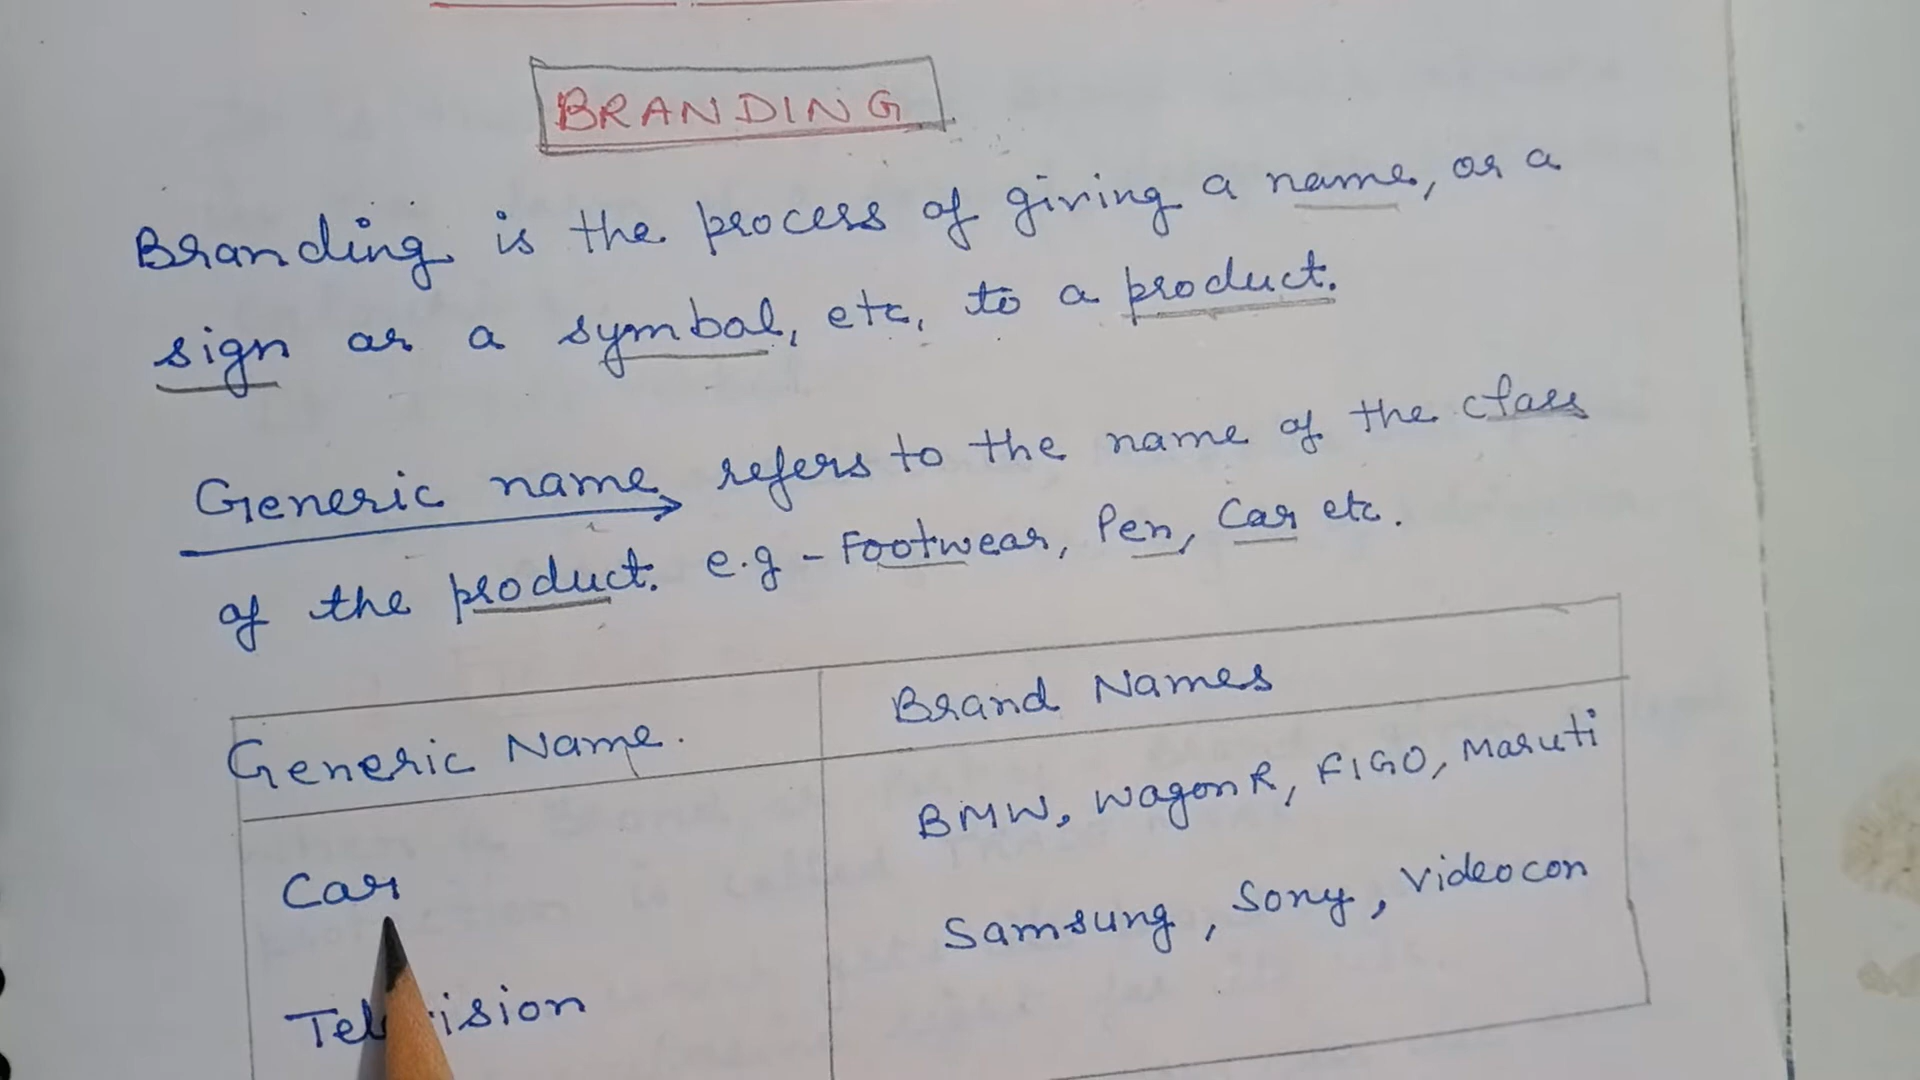 BRANDING
Branding is the process of giving a name, or a
sign or a symbol, etc, to a product.
Generic name refers to the name of the class
of the product. e.g - Footwear, Pen, Car etc.
Generic Name. Brand Names
Car BMW, WagonR, FIGO, Maruti
Television Samsung, Sony, Videocon